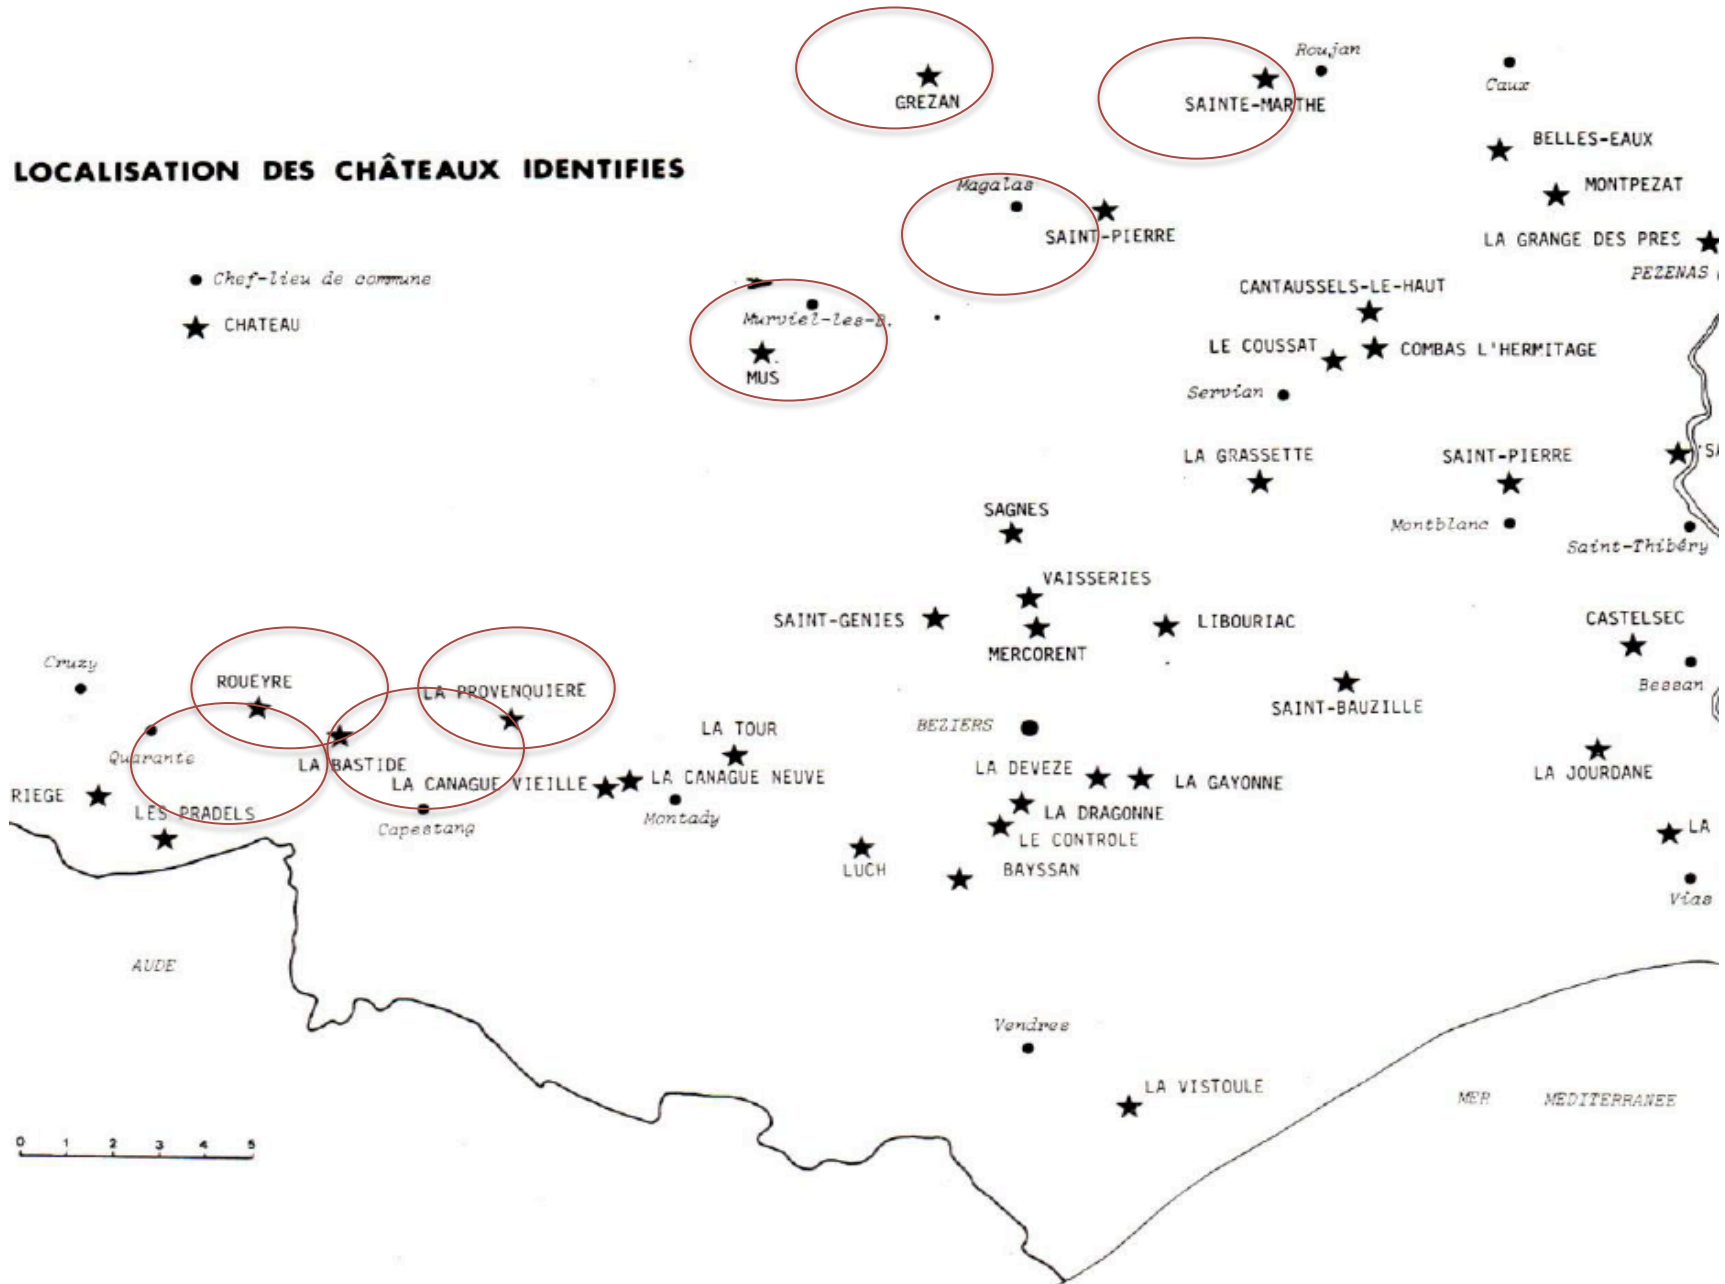 Roujan
Caux
GREZAN
SAINTE-MARTHE
BELLES-EAUX
LOCALISATION DES CHÂTEAUX IDENTIFIES
Magalas
MONTPEZAT
SAINT-PIERRE
LA GRANGE DES PRES
PEZENAS
Chef-lieu de commune
CANTAUSSELS-LE-HAUT
CHATEAU
Murviel-les-B.
LE COUSSAT
COMBAS L'HERMITAGE
MUS
Servian
LA GRASSETTE
SAINT-PIERRE
SA
SAGNES
Montblanc
Saint-Thibéry
VAISSERIES
SAINT-GENIES
LIBOURIAC
CASTELSEC
MERCORENT
Cruzy
ROUEYRE
LA PROVENQUIERE
Bessan
SAINT-BAUZILLE
BEZIERS
LA TOUR
Quarante
LA BASTIDE
LA DEVEZE
LA JOURDANE
LA CANAGUE VIEILLE
LA CANAGUE NEUVE
LA GAYONNE
RIEGE
LES PRADELS
Montady
LA DRAGONNE
Capestang
LA
LE CONTROLE
LUCH
BAYSSAN
Vias
AUDE
Vendres
LA VISTOULE
MER MEDITERRANEE
0 1 2 3 4 5